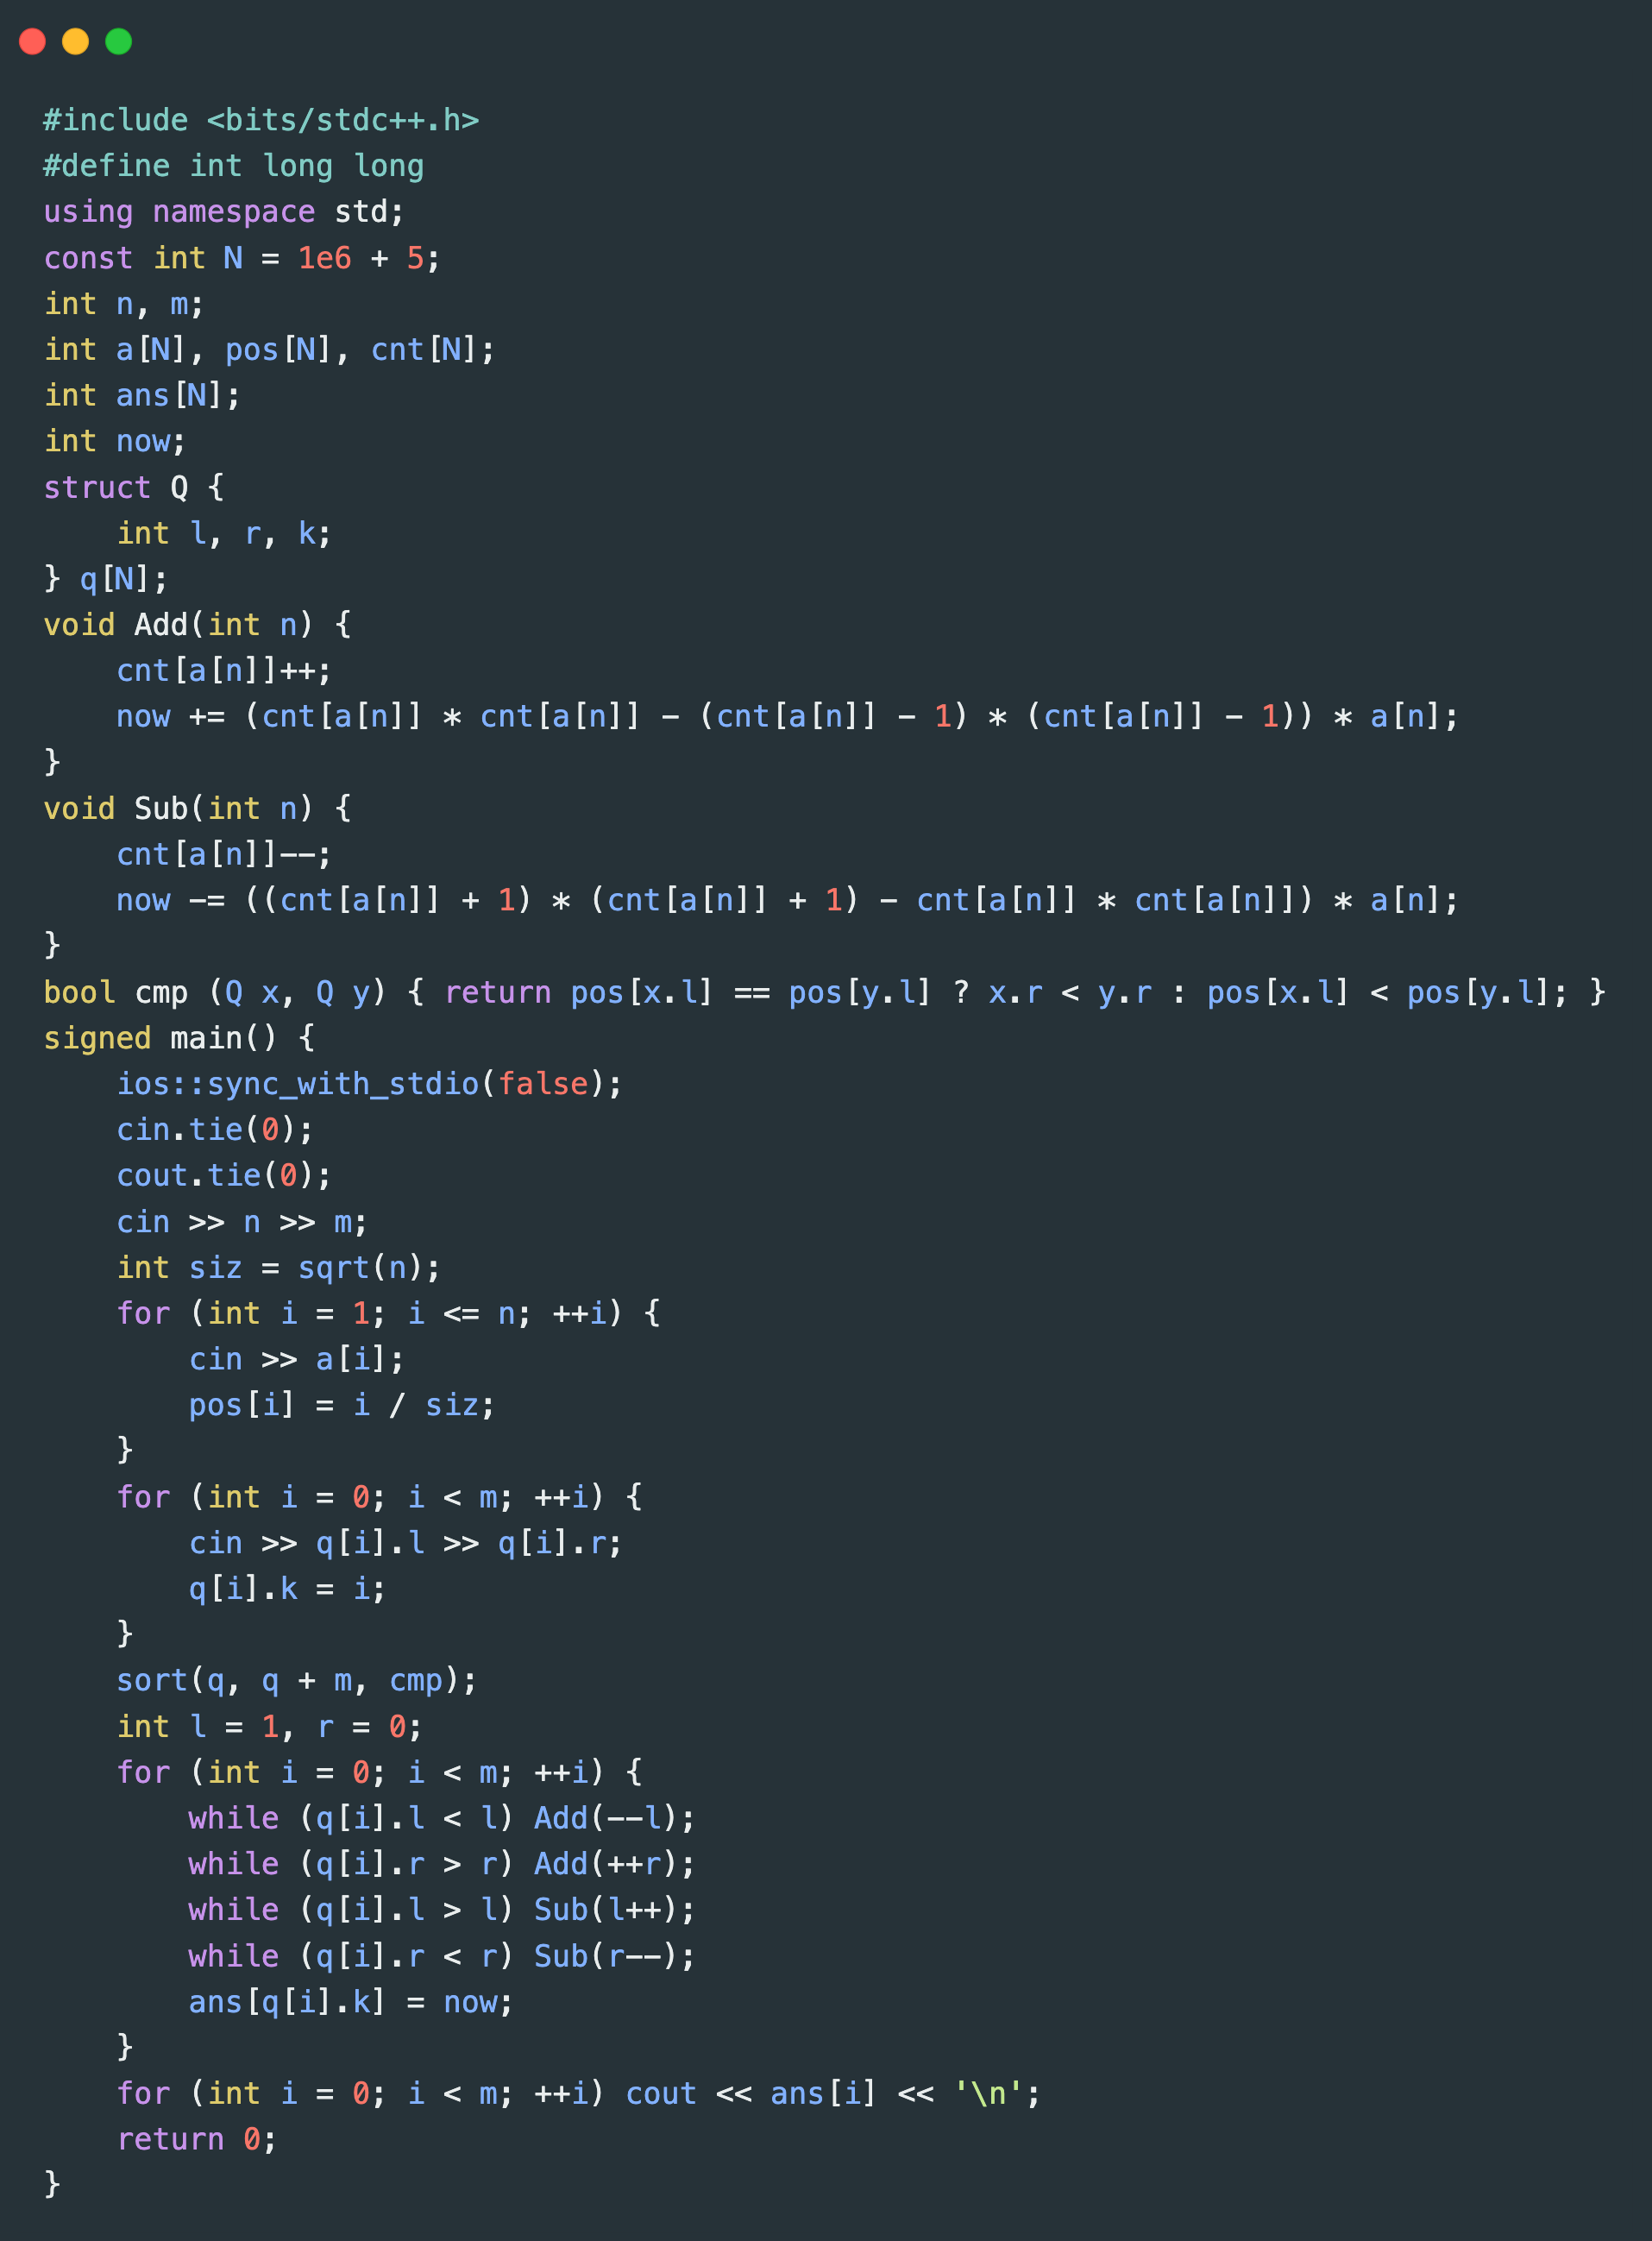 #include <bits/stdc++.h>
#define int long long
using namespace std;
const int N = 1e6 + 5;
int n, m;
int a[N], pos[N], cnt[N];
int ans[N];
int now;
struct Q {
    int l, r, k;
} q[N];
void Add(int n) {
    cnt[a[n]]++;
    now += (cnt[a[n]] * cnt[a[n]] - (cnt[a[n]] - 1) * (cnt[a[n]] - 1)) * a[n];
}
void Sub(int n) {
    cnt[a[n]]--;
    now -= ((cnt[a[n]] + 1) * (cnt[a[n]] + 1) - cnt[a[n]] * cnt[a[n]]) * a[n];
}
bool cmp (Q x, Q y) { return pos[x.l] == pos[y.l] ? x.r < y.r : pos[x.l] < pos[y.l]; }
signed main() {
    ios::sync_with_stdio(false);
    cin.tie(0);
    cout.tie(0);
    cin >> n >> m;
    int siz = sqrt(n);
    for (int i = 1; i <= n; ++i) {
        cin >> a[i];
        pos[i] = i / siz;
    }
    for (int i = 0; i < m; ++i) {
        cin >> q[i].l >> q[i].r;
        q[i].k = i;
    }
    sort(q, q + m, cmp);
    int l = 1, r = 0;
    for (int i = 0; i < m; ++i) {
        while (q[i].l < l) Add(--l);
        while (q[i].r > r) Add(++r);
        while (q[i].l > l) Sub(l++);
        while (q[i].r < r) Sub(r--);
        ans[q[i].k] = now;
    }
    for (int i = 0; i < m; ++i) cout << ans[i] << '\n';
    return 0;
}